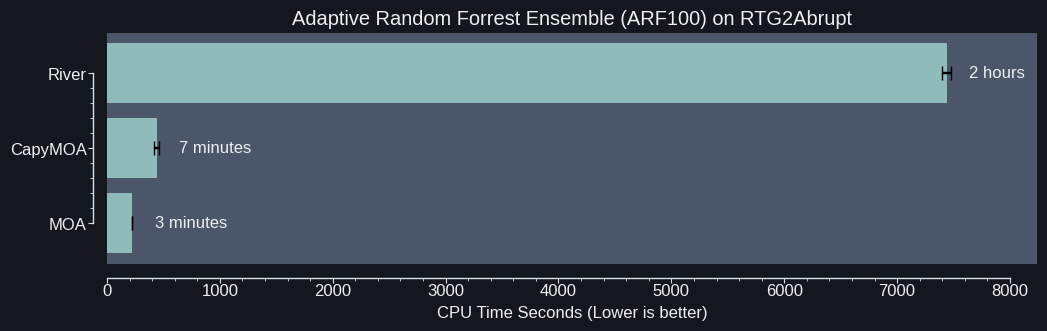 Adaptive Random Forrest Ensemble (ARF100) on RTG2Abrupt
River
2 hours
CapyMOA
7 minutes
MOA
3 minutes
0 1000 2000 3000 4000 5000 6000 7000 8000
CPU Time Seconds (Lower is better)